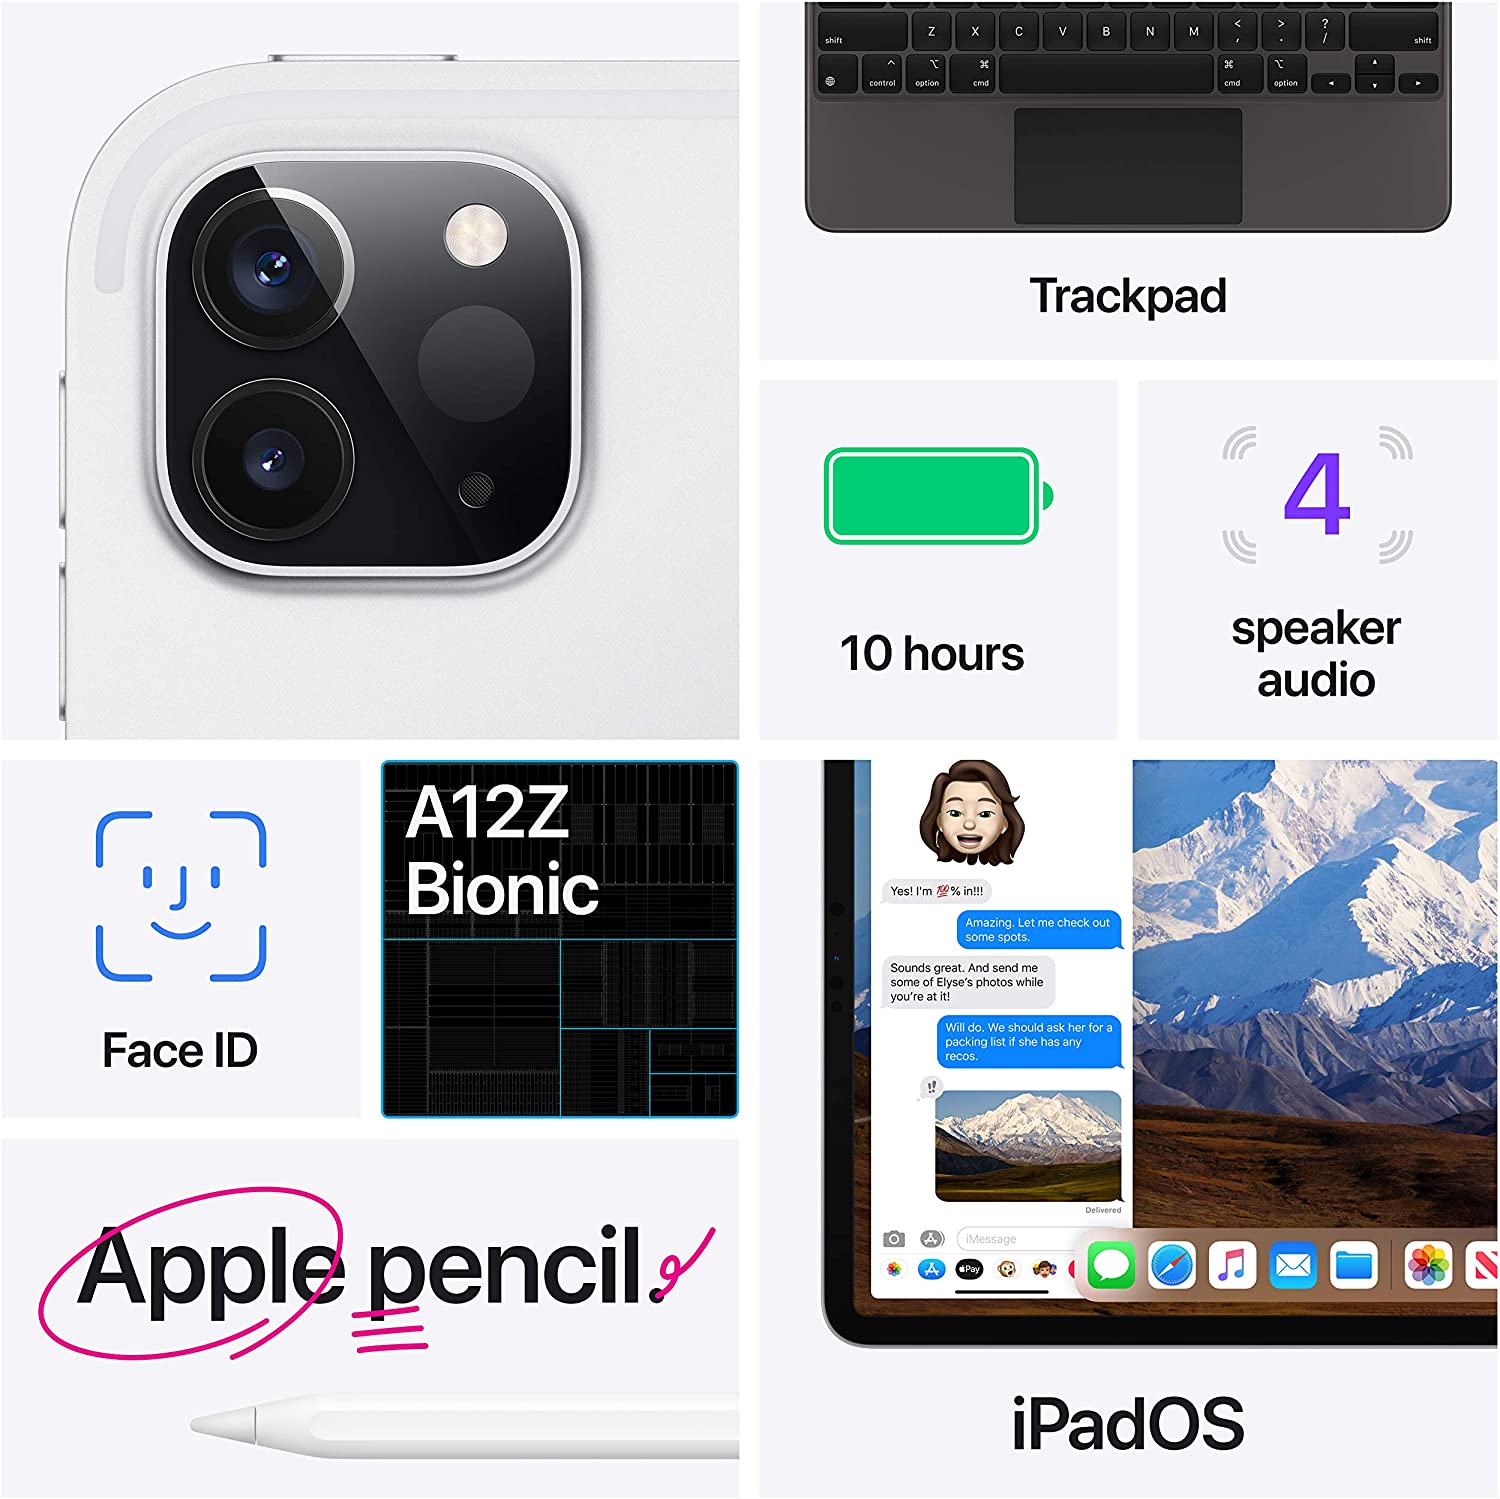 shift Z X C V B N M < , > . ? / shift
control option cmd cmd option
Trackpad
10 hours
4
speaker
audio
A12Z
Bionic
Face ID
Yes! I'm 💯% in!!!
Amazing. Let me check out
some spots.
Sounds great. And send me
some of Elyse's photos while
you're at it!
Will do. We should ask her for a
packing list if she has any
recos.
!!
Delivered
iMessage
Pay
Apple pencil.
iPadOS